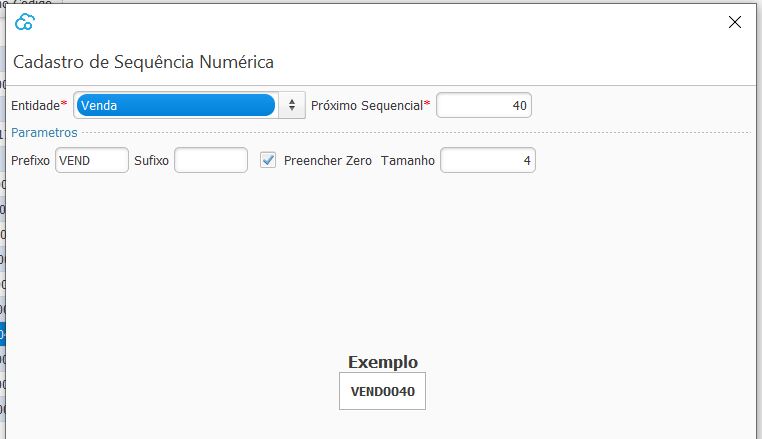 Cadastro de Sequência Numérica
Entidade* Venda Próximo Sequencial* 40
Parametros
Prefixo VEND Sufixo Preencher Zero Tamanho 4
Exemplo
VEND0040